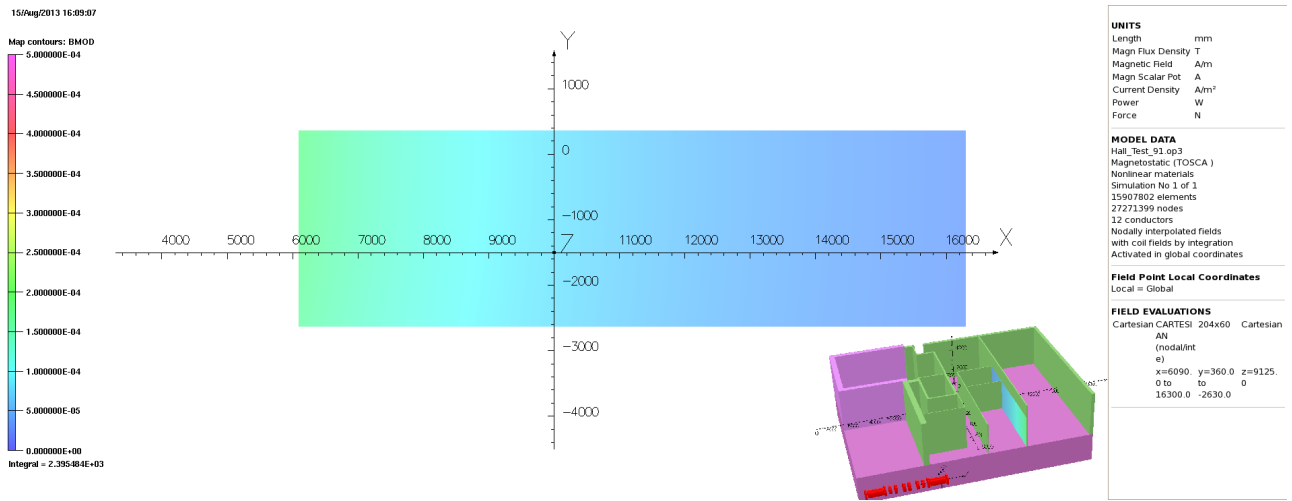 15/Aug/2013 16:09:07
Map contours: BMOD
5.000000E-04
4.500000E-04
4.000000E-04
3.500000E-04
3.000000E-04
2.500000E-04
2.000000E-04
1.500000E-04
1.000000E-04
5.000000E-05
0.000000E+00
Integral = 2.395484E+03
Y
1000
0
-1000
4000 5000 6000 7000 8000 9000 Z 11000 12000 13000 14000 15000 16000 X
-2000
-3000
-4000
UNITS
Length mm
Magn Flux Density T
Magnetic Field A/m
Magn Scalar Pot A
Current Density A/m²
Power W
Force N
MODEL DATA
Hall_Test_91.op3
Magnetostatic (TOSCA )
Nonlinear materials
Simulation No 1 of 1
15907802 elements
27271399 nodes
12 conductors
Nodally interpolated fields
with coil fields by integration
Activated in global coordinates
Field Point Local Coordinates
Local = Global
FIELD EVALUATIONS
Cartesian CARTESI 204x60 Cartesian
AN
(nodal/int
e)
x=6090. y=360.0 z=9125.
0 to to 0
16300.0 -2630.0